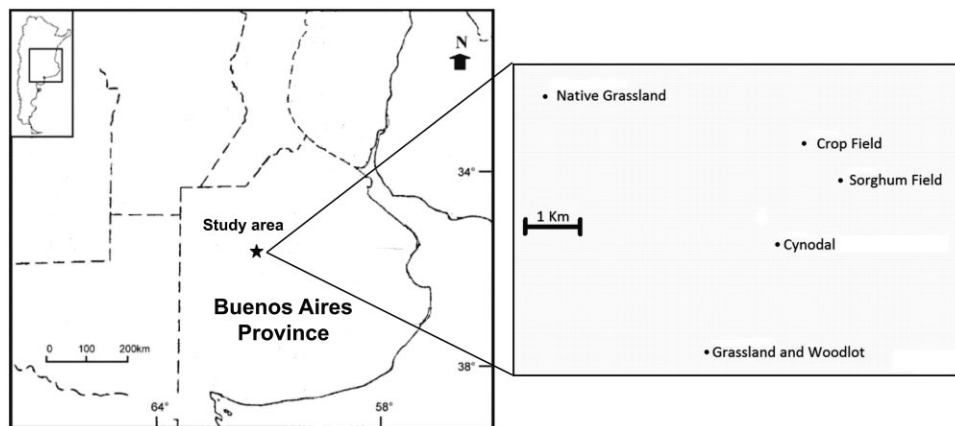 N
34°
Study area
Buenos Aires
Province
0 100 200km
38°
64°
58°
Native Grassland
Crop Field
Sorghum Field
1 Km
Cynodal
Grassland and Woodlot